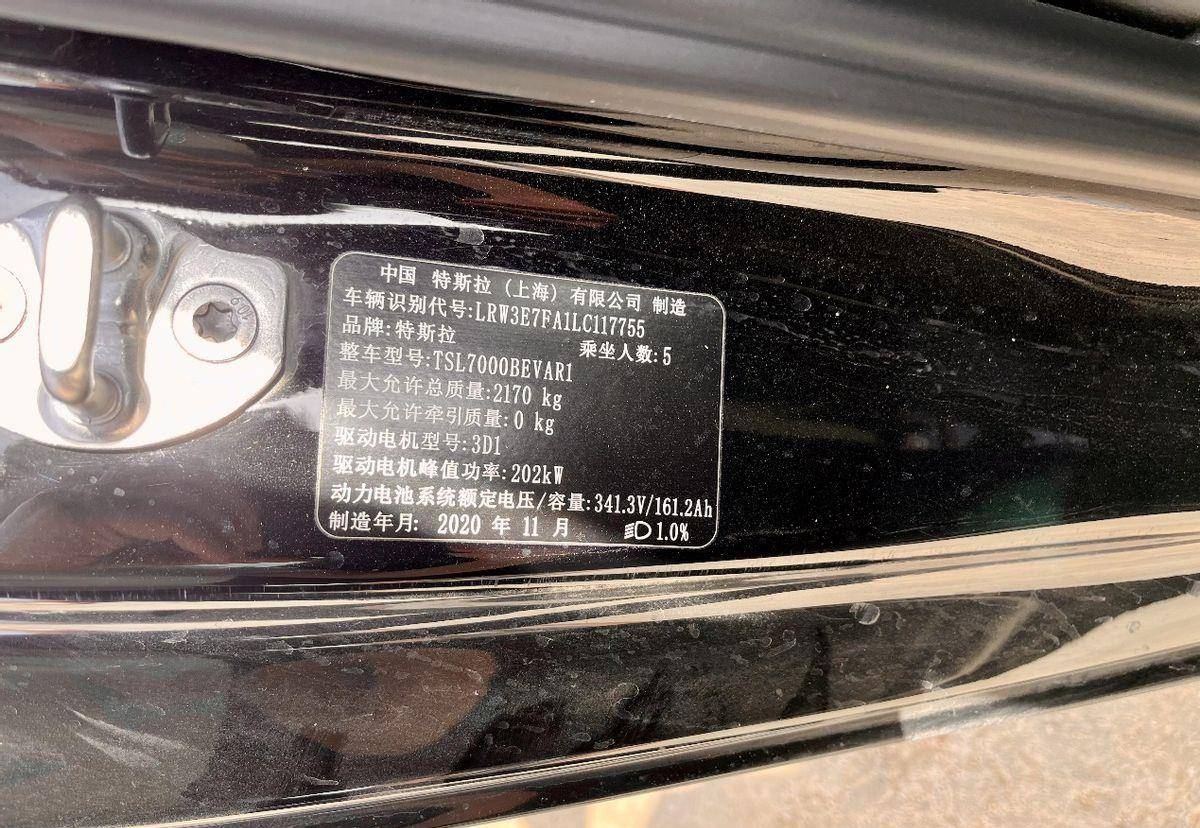 中国 特斯拉 (上海) 有限公司 制造
车辆识别代号:LRW3E7FA1LC117755
品牌:特斯拉 乘坐人数:5
整车型号:TSL7000BEVAR1
最大允许总质量:2170 kg
最大允许牵引质量:0 kg
驱动电机型号:3D1
驱动电机峰值功率:202kW
动力电池系统额定电压/容量:341.3V/161.2Ah
制造年月: 2020 年 11 月 1.0%